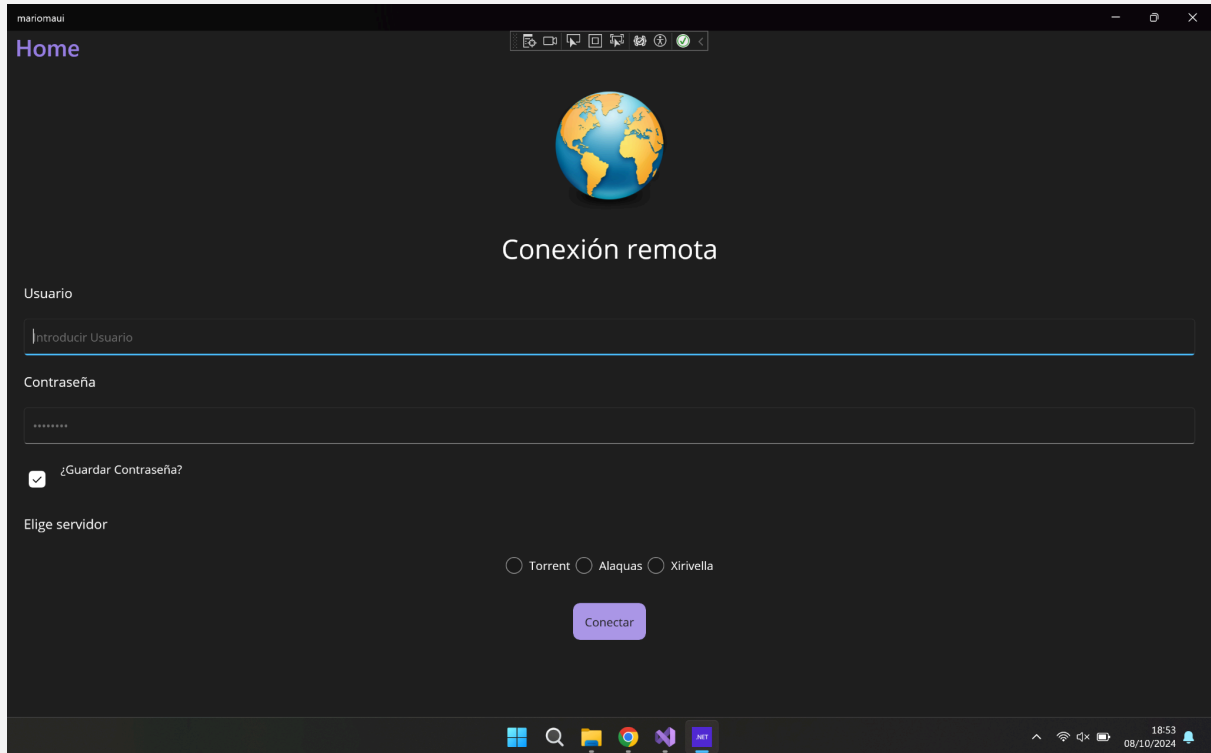 mariomaui
Home
Conexión remota
Usuario
Introducir Usuario
Contraseña
••••••••
¿Guardar Contraseña?
Elige servidor
Torrent Alaquas Xirivella
Conectar
.NET
18:53
08/10/2024